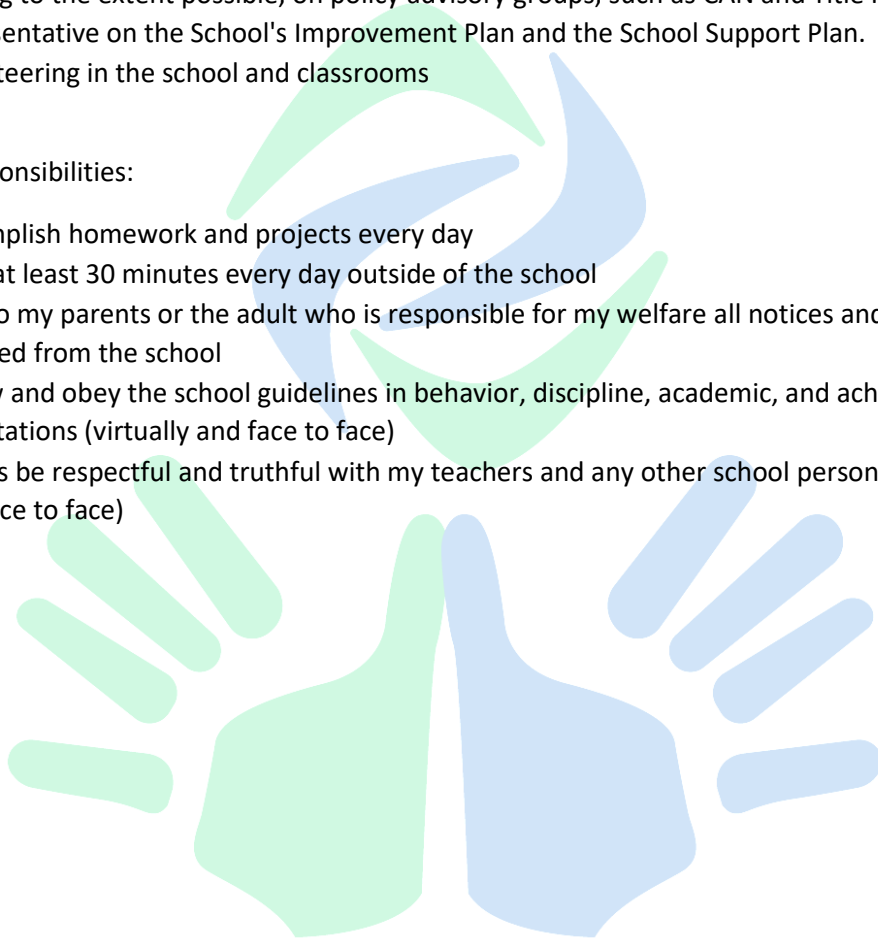 g to the extent possible, on policy advisory groups, such as CAN and Title I
sentative on the School's Improvement Plan and the School Support Plan.
teering in the school and classrooms
onsibilities:
nplish homework and projects every day
at least 30 minutes every day outside of the school
o my parents or the adult who is responsible for my welfare all notices and
ed from the school
and obey the school guidelines in behavior, discipline, academic, and ach
tations (virtually and face to face)
s be respectful and truthful with my teachers and any other school person
ce to face)